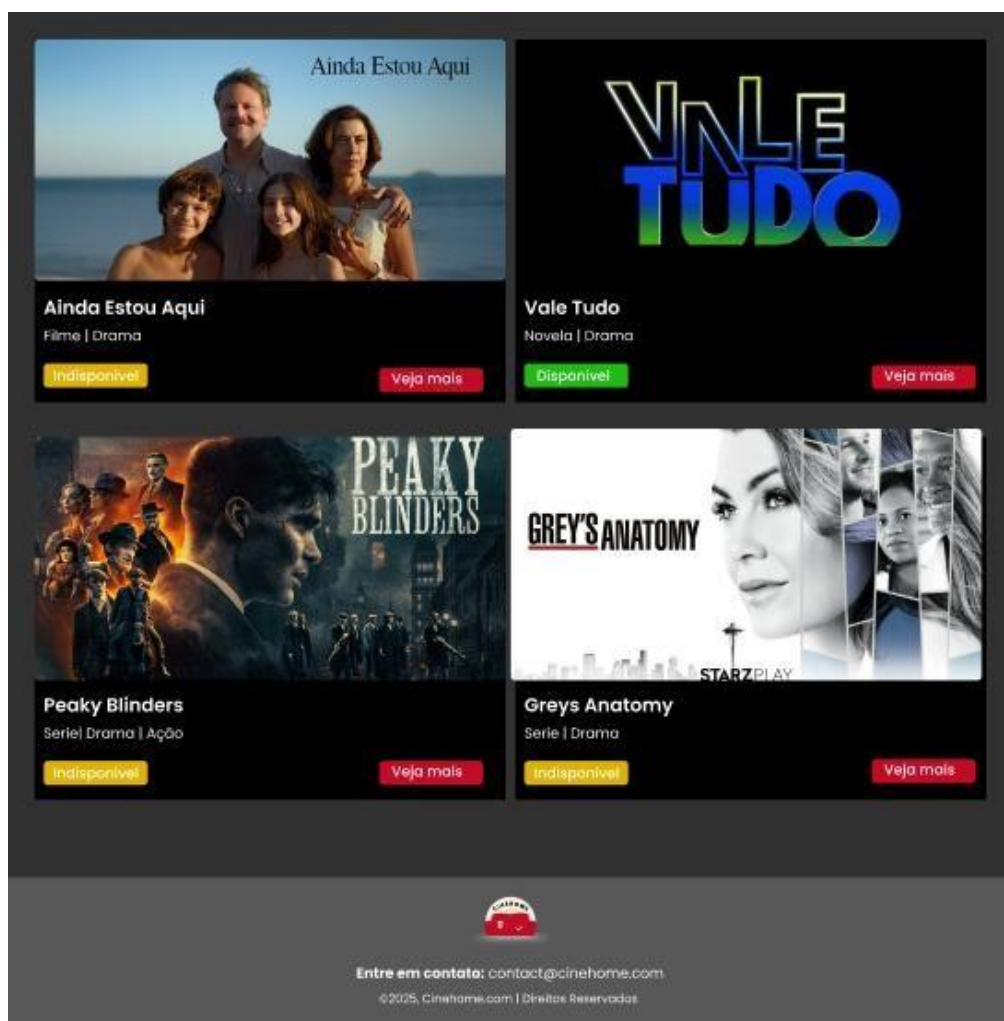 Ainda Estou Aqui
VALE
TUDO
Ainda Estou Aqui
Filme | Drama
Indisponível
Veja mais
Vale Tudo
Novela | Drama
Disponível
Veja mais
PEAKY
BLINDERS
GREY'S ANATOMY
STARZPLAY
Peaky Blinders
Serie| Drama | Ação
Indisponível
Veja mais
Greys Anatomy
Serie | Drama
Indisponível
Veja mais
CINEHOME
Entre em contato: contact@cinehome.com
©2025, Cinehome.com | Direitos Reservados